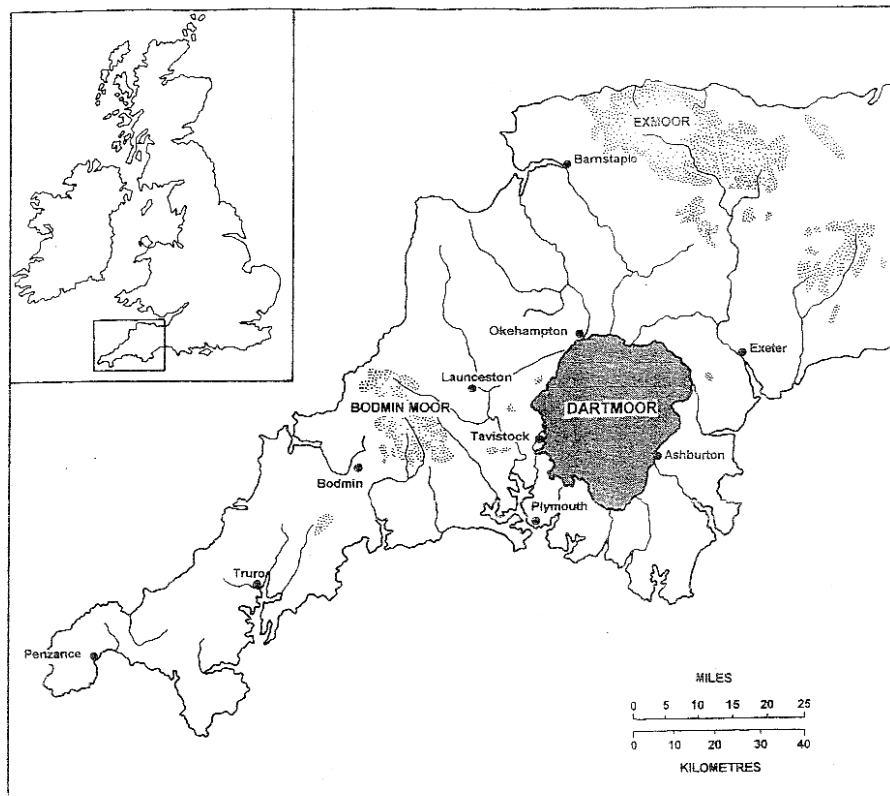 EXMOOR
Barnstaple
Okehampton
Exeter
Launceston
BODMIN MOOR
DARTMOOR
Tavistock
Ashburton
Bodmin
Plymouth
Truro
Penzance
MILES
0 5 10 15 20 25
0 10 20 30 40
KILOMETRES